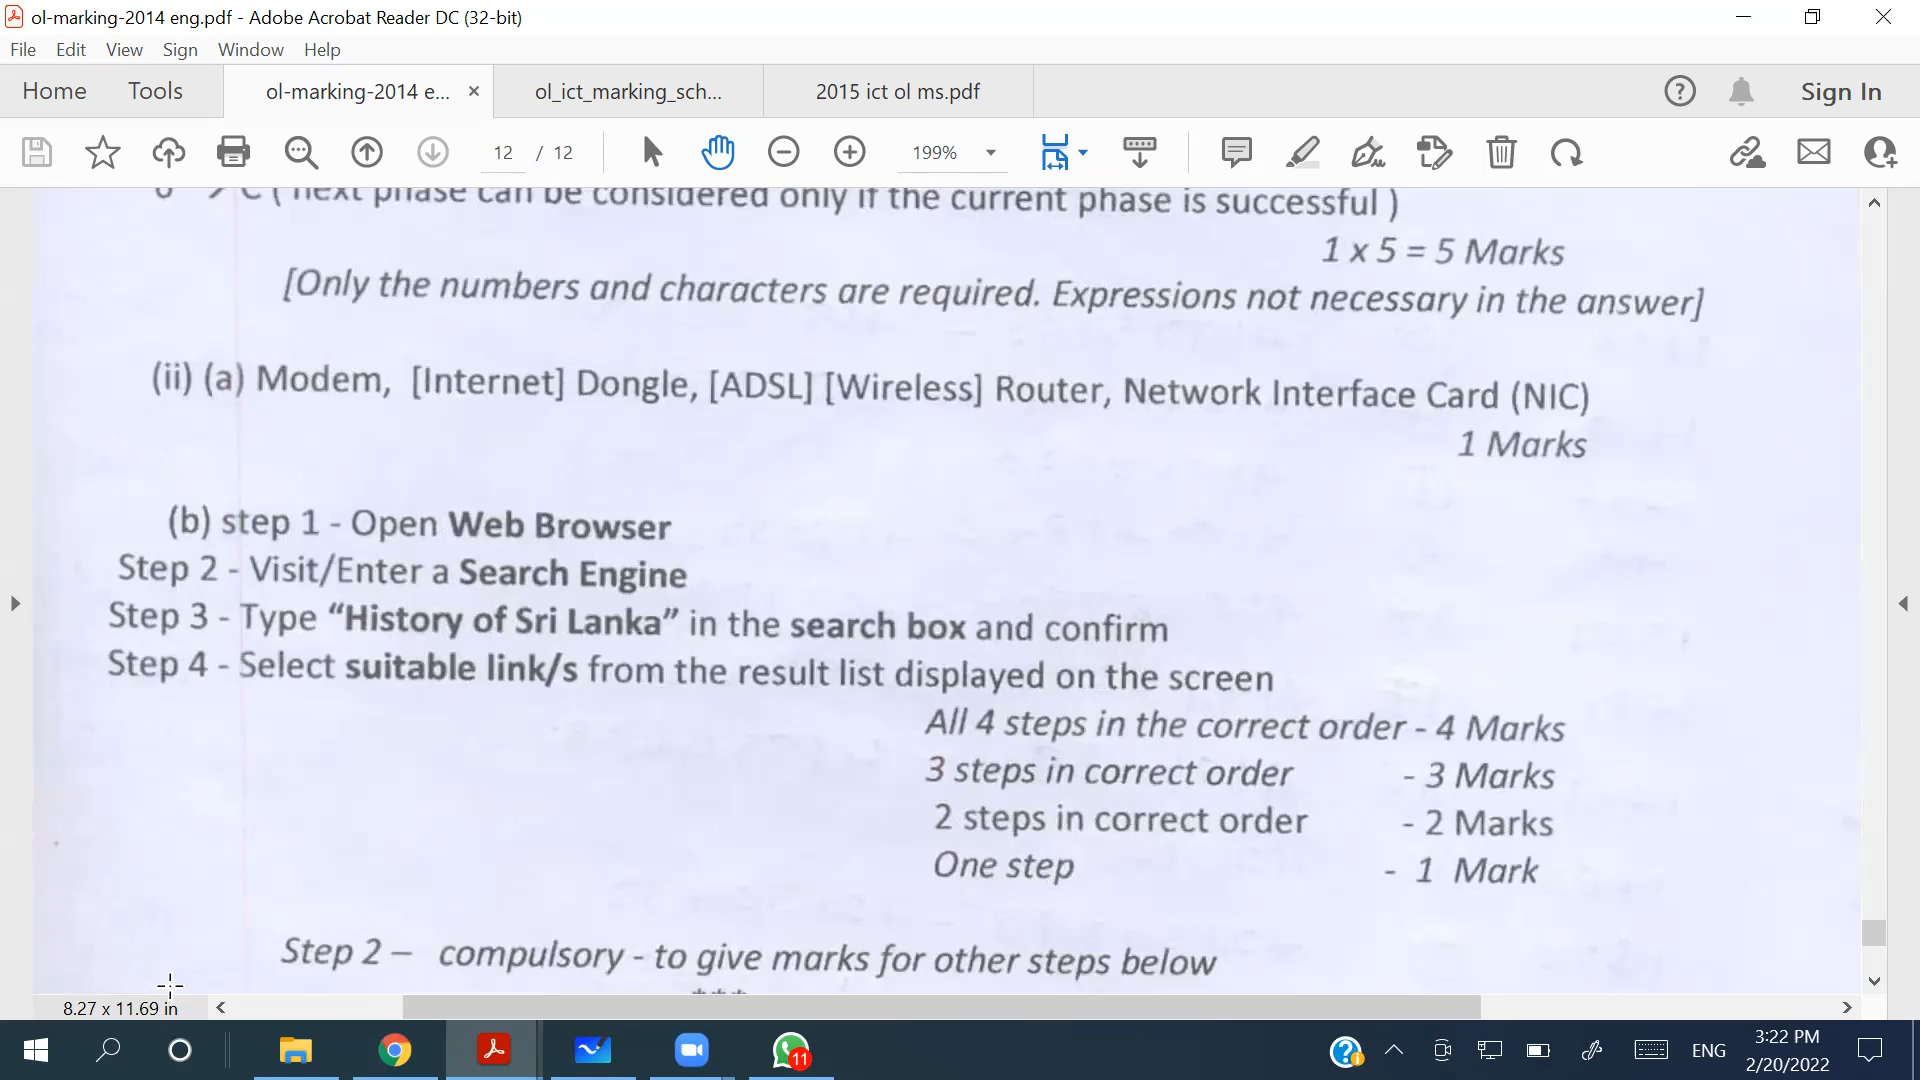 ol-marking-2014 eng.pdf - Adobe Acrobat Reader DC (32-bit)
File Edit View Sign Window Help
Home Tools ol-marking-2014 e... × ol_ict_marking_sch... 2015 ict ol ms.pdf Sign In
12 / 12 199%
C ( next phase can be considered only if the current phase is successful )
1 x 5 = 5 Marks
[Only the numbers and characters are required. Expressions not necessary in the answer]
(ii) (a) Modem, [Internet] Dongle, [ADSL] [Wireless] Router, Network Interface Card (NIC)
1 Marks
(b) step 1 - Open Web Browser
Step 2 - Visit/Enter a Search Engine
Step 3 - Type “History of Sri Lanka” in the search box and confirm
Step 4 - Select suitable link/s from the result list displayed on the screen
All 4 steps in the correct order - 4 Marks
3 steps in correct order - 3 Marks
2 steps in correct order - 2 Marks
One step - 1 Mark
Step 2 – compulsory - to give marks for other steps below
***
8.27 x 11.69 in
11
ENG
3:22 PM
2/20/2022